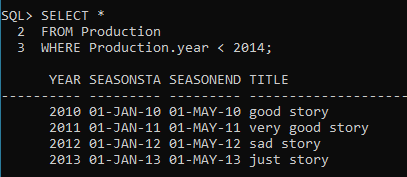 SQL> SELECT *
  2  FROM Production
  3  WHERE Production.year < 2014;

      YEAR SEASONSTA SEASONEND TITLE
---------- --------- --------- --------------------
      2010 01-JAN-10 01-MAY-10 good story
      2011 01-JAN-11 01-MAY-11 very good story
      2012 01-JAN-12 01-MAY-12 sad story
      2013 01-JAN-13 01-MAY-13 just story